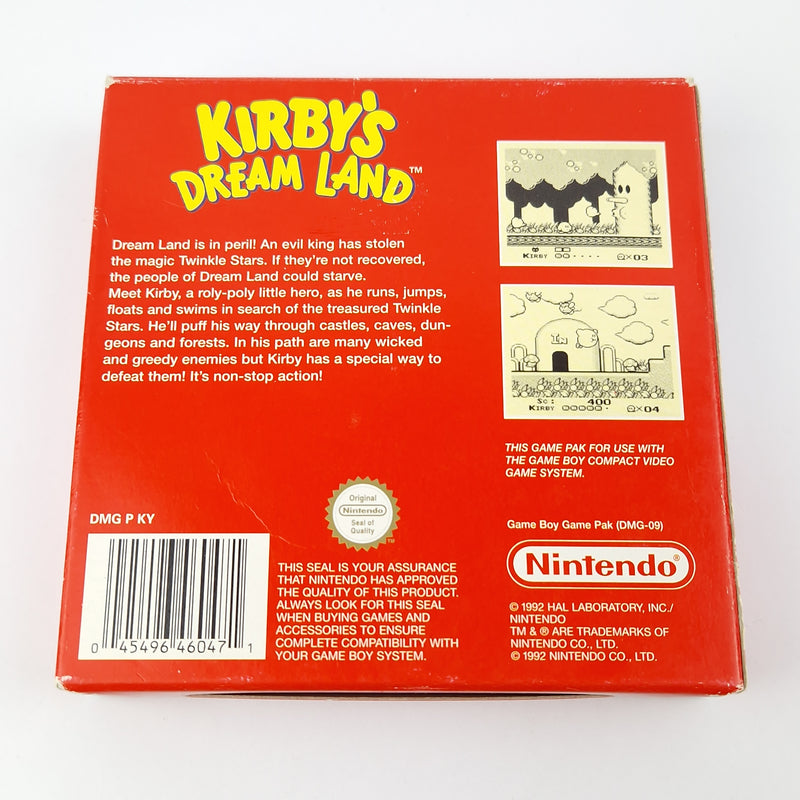 KIRBY'S
DREAM LAND™
Dream Land is in peril! An evil king has stolen
the magic Twinkle Stars. If they're not recovered,
the people of Dream Land could starve.
Meet Kirby, a roly-poly little hero, as he runs, jumps,
floats and swims in search of the treasured Twinkle
Stars. He'll puff his way through castles, caves, dun-
geons and forests. In his path are many wicked
and greedy enemies but Kirby has a special way to
defeat them! It's non-stop action!
KIRBY ×03
IN
Sc: 400
KIRBY ×04
THIS GAME PAK FOR USE WITH
THE GAME BOY COMPACT VIDEO
GAME SYSTEM.
DMG P KY
0 45496 46047 1
Original
Nintendo
Seal of
Quality
TM
THIS SEAL IS YOUR ASSURANCE
THAT NINTENDO HAS APPROVED
THE QUALITY OF THIS PRODUCT.
ALWAYS LOOK FOR THIS SEAL
WHEN BUYING GAMES AND
ACCESSORIES TO ENSURE
COMPLETE COMPATIBILITY WITH
YOUR GAME BOY SYSTEM.
Game Boy Game Pak (DMG-09)
Nintendo®
© 1992 HAL LABORATORY, INC./
NINTENDO
TM & ® ARE TRADEMARKS OF
NINTENDO CO., LTD.
© 1992 NINTENDO CO., LTD.